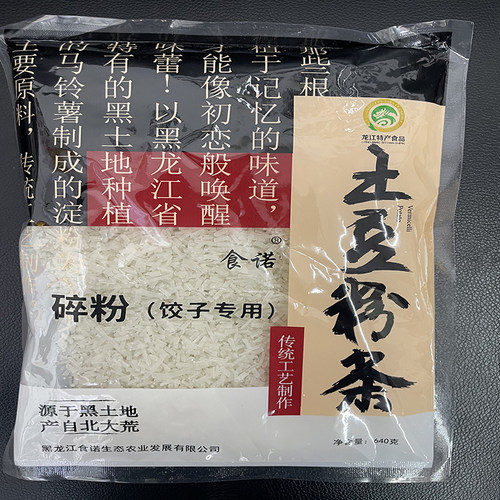 那些根
植于记忆的味道，
才能像初恋般唤醒
味蕾！以黑龙江省
特有的黑土地种植
的马铃薯制成的淀粉
主要原料，传统
龙江特产食品
土豆粉条
Potato
Vermicelli
食诺®
碎粉（饺子专用）
传统工艺制作
源于黑土地
产自北大荒
黑龙江食诺生态农业发展有限公司
净含量：640克